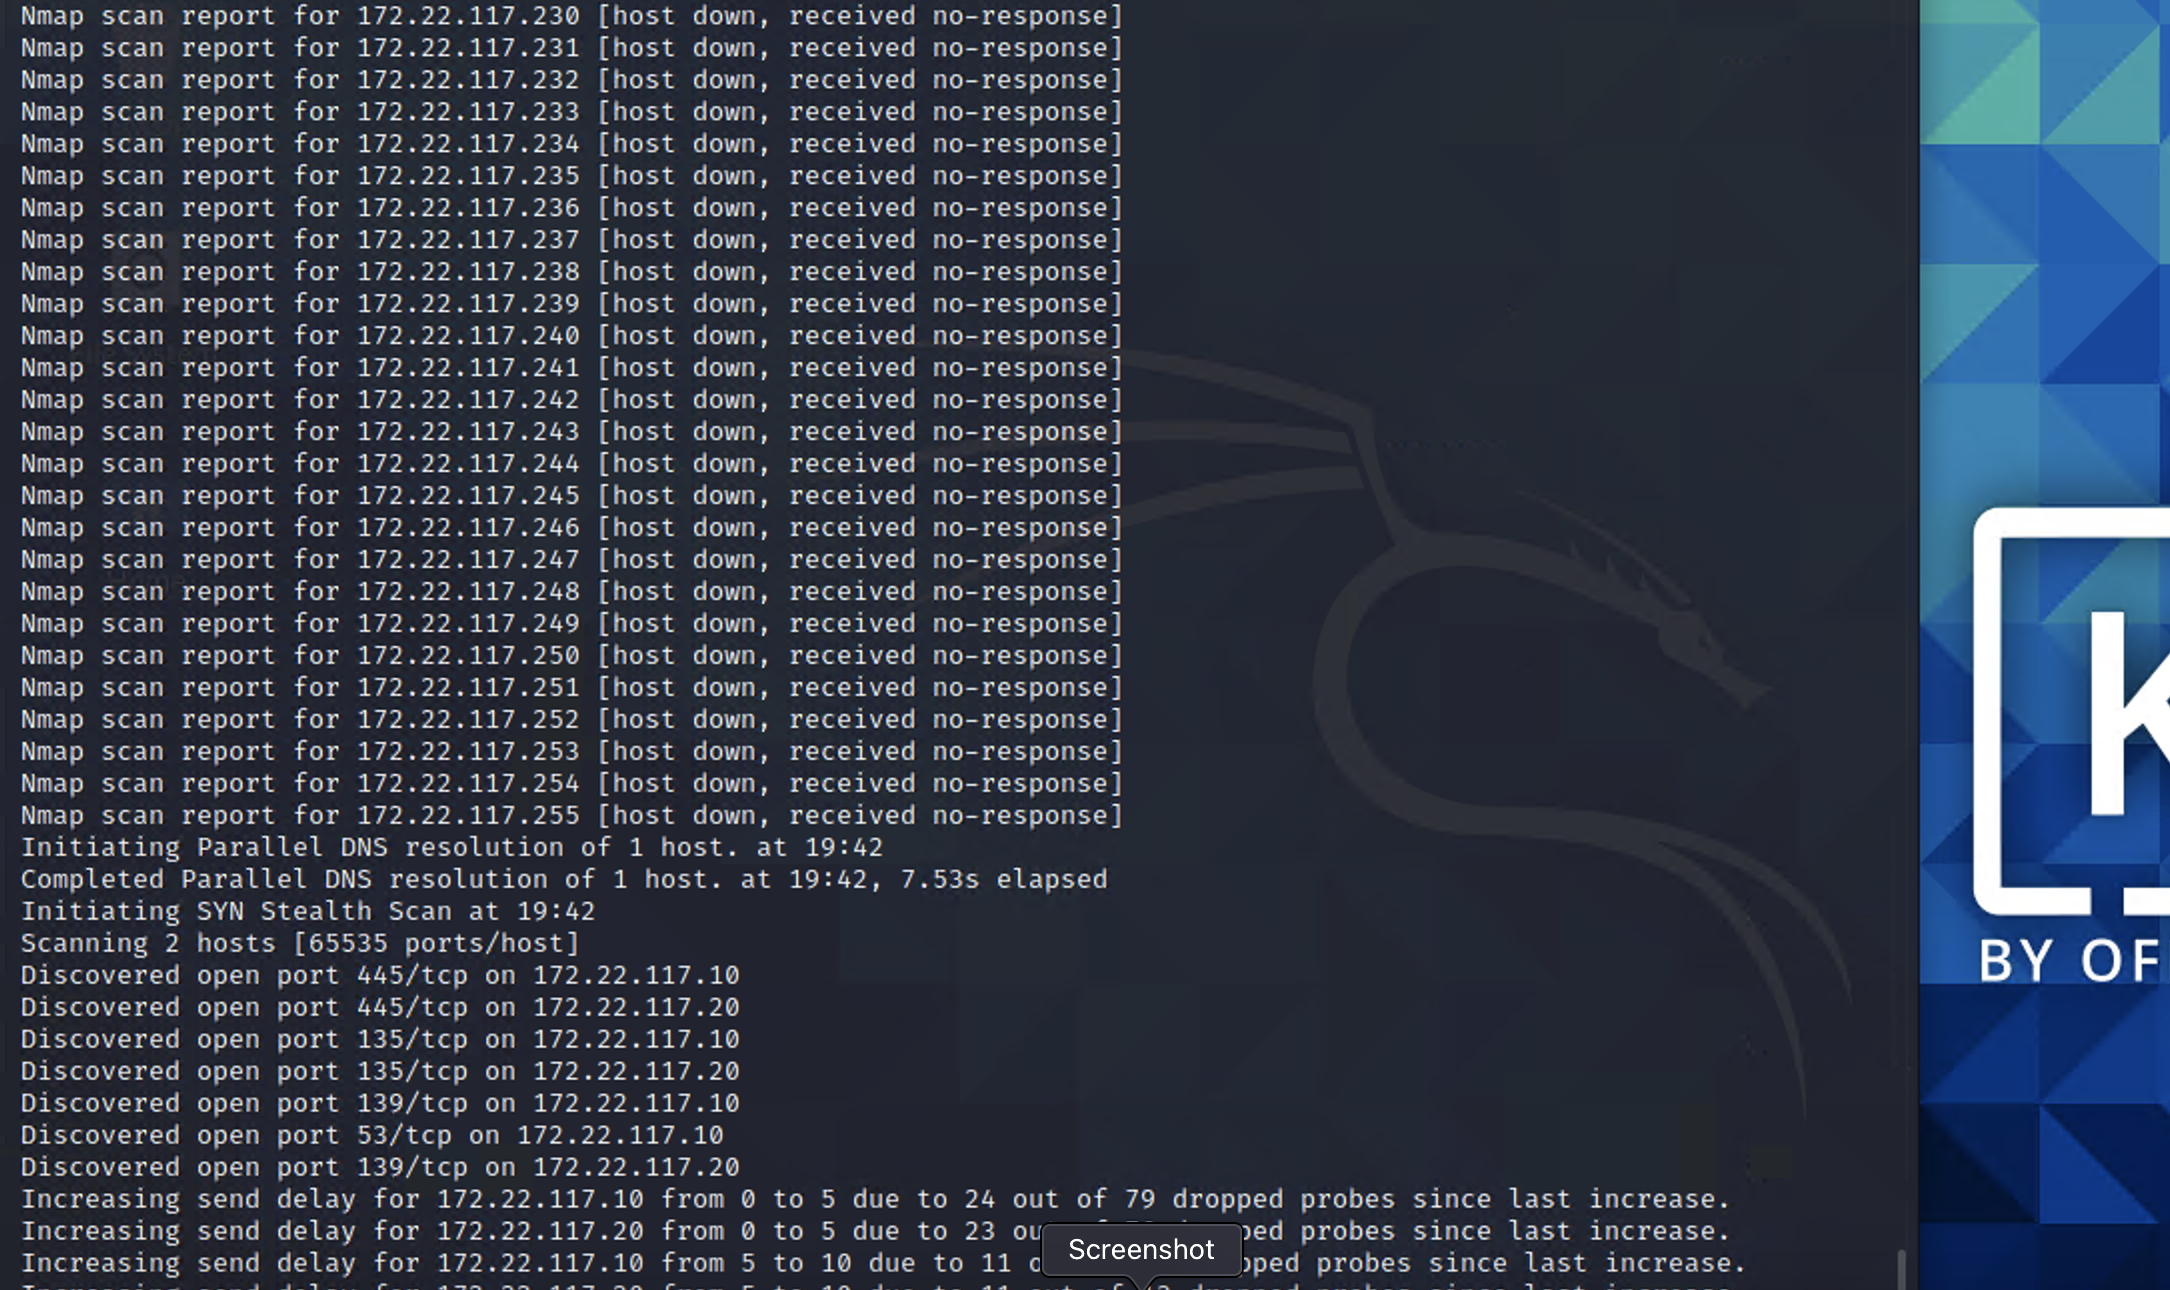 Nmap scan report for 172.22.117.230 [host down, received no-response]
Nmap scan report for 172.22.117.231 [host down, received no-response]
Nmap scan report for 172.22.117.232 [host down, received no-response]
Nmap scan report for 172.22.117.233 [host down, received no-response]
Nmap scan report for 172.22.117.234 [host down, received no-response]
Nmap scan report for 172.22.117.235 [host down, received no-response]
Nmap scan report for 172.22.117.236 [host down, received no-response]
Nmap scan report for 172.22.117.237 [host down, received no-response]
Nmap scan report for 172.22.117.238 [host down, received no-response]
Nmap scan report for 172.22.117.239 [host down, received no-response]
Nmap scan report for 172.22.117.240 [host down, received no-response]
Nmap scan report for 172.22.117.241 [host down, received no-response]
Nmap scan report for 172.22.117.242 [host down, received no-response]
Nmap scan report for 172.22.117.243 [host down, received no-response]
Nmap scan report for 172.22.117.244 [host down, received no-response]
Nmap scan report for 172.22.117.245 [host down, received no-response]
Nmap scan report for 172.22.117.246 [host down, received no-response]
Nmap scan report for 172.22.117.247 [host down, received no-response]
Nmap scan report for 172.22.117.248 [host down, received no-response]
Nmap scan report for 172.22.117.249 [host down, received no-response]
Nmap scan report for 172.22.117.250 [host down, received no-response]
Nmap scan report for 172.22.117.251 [host down, received no-response]
Nmap scan report for 172.22.117.252 [host down, received no-response]
Nmap scan report for 172.22.117.253 [host down, received no-response]
Nmap scan report for 172.22.117.254 [host down, received no-response]
Nmap scan report for 172.22.117.255 [host down, received no-response]
Initiating Parallel DNS resolution of 1 host. at 19:42
Completed Parallel DNS resolution of 1 host. at 19:42, 7.53s elapsed
Initiating SYN Stealth Scan at 19:42
Scanning 2 hosts [65535 ports/host]
Discovered open port 445/tcp on 172.22.117.10
Discovered open port 445/tcp on 172.22.117.20
Discovered open port 135/tcp on 172.22.117.10
Discovered open port 135/tcp on 172.22.117.20
Discovered open port 139/tcp on 172.22.117.10
Discovered open port 53/tcp on 172.22.117.10
Discovered open port 139/tcp on 172.22.117.20
Increasing send delay for 172.22.117.10 from 0 to 5 due to 24 out of 79 dropped probes since last increase.
Increasing send delay for 172.22.117.20 from 0 to 5 due to 23 probes since last increase.
Increasing send delay for 172.22.117.10 from 5 to 10 due to 11 probes since last increase.
Screenshot
K
BY OF